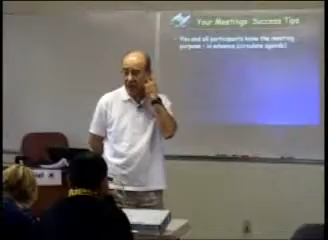 Your Meetings Success Tips
• You and all participants know the meeting
purpose - in advance (circulate agenda)